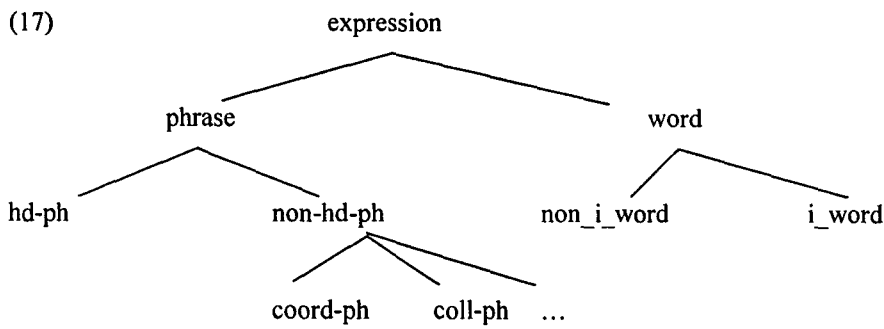 (17) expression
phrase word
hd-ph non-hd-ph non_i_word i_word
coord-ph coll-ph ...